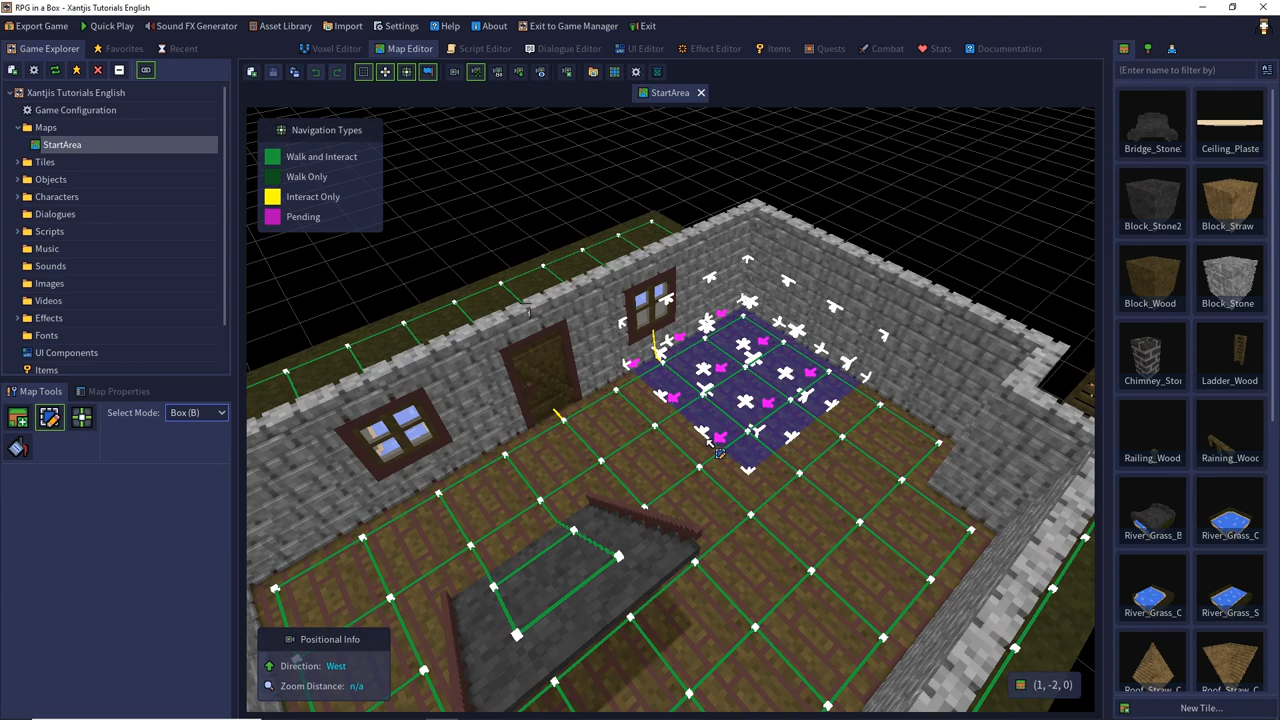 RPG in a Box - Xantjis Tutorials English
Export Game Quick Play Sound FX Generator Asset Library Import Settings Help About Exit to Game Manager Exit
Game Explorer Favorites Recent
Voxel Editor Map Editor Script Editor Dialogue Editor UI Editor Effect Editor Items Quests Combat Stats Documentation
(Enter name to filter by)
StartArea
Xantjis Tutorials English
Game Configuration
Maps
StartArea
Tiles
Objects
Characters
Dialogues
Scripts
Music
Sounds
Images
Videos
Effects
Fonts
UI Components
Items
Map Tools Map Properties
Select Mode: Box (B)
Navigation Types
Walk and Interact
Walk Only
Interact Only
Pending
Positional Info
Direction: West
Zoom Distance: n/a
(1, -2, 0)
Bridge_Stone Ceiling_Plaste
Block_Stone2 Block_Straw
Block_Wood Block_Stone
Chimney_Stor Ladder_Wood
Railing_Wood Raining_Wood
River_Grass_B River_Grass_C
River_Grass_C River_Grass_S
Roof_Straw_C Roof_Straw_C
New Tile...